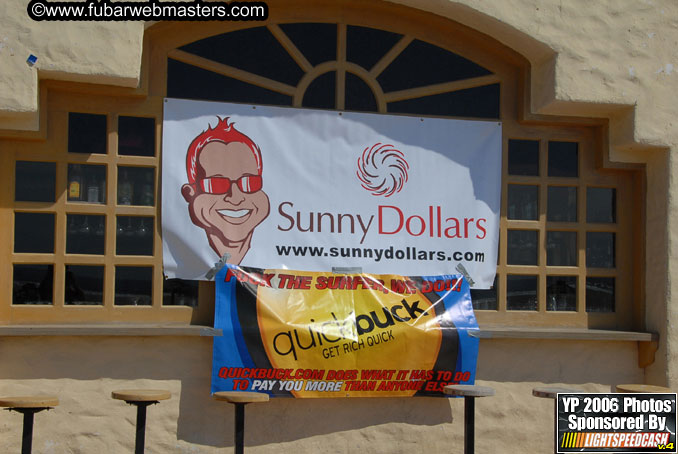 www.fubarwebmasters.com
SunnyDollars
www.sunnydollars.com
THE SURFER. WE DO!!!
quickbuck
GET RICH QUICK
QUICKBUCK.COM DOES WHAT IT HAS TO DO
TO PAY YOU MORE THAN ANYONE ELSE
YP 2006 Photos
Sponsored By
LIGHTSPEEDCASH
v.4